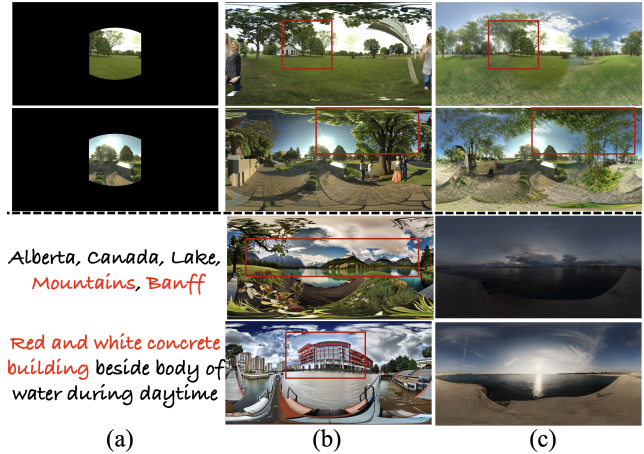 Alberta, Canada, Lake,
Mountains, Banff
Red and white concrete
building beside body of
water during daytime
(a) (b) (c)